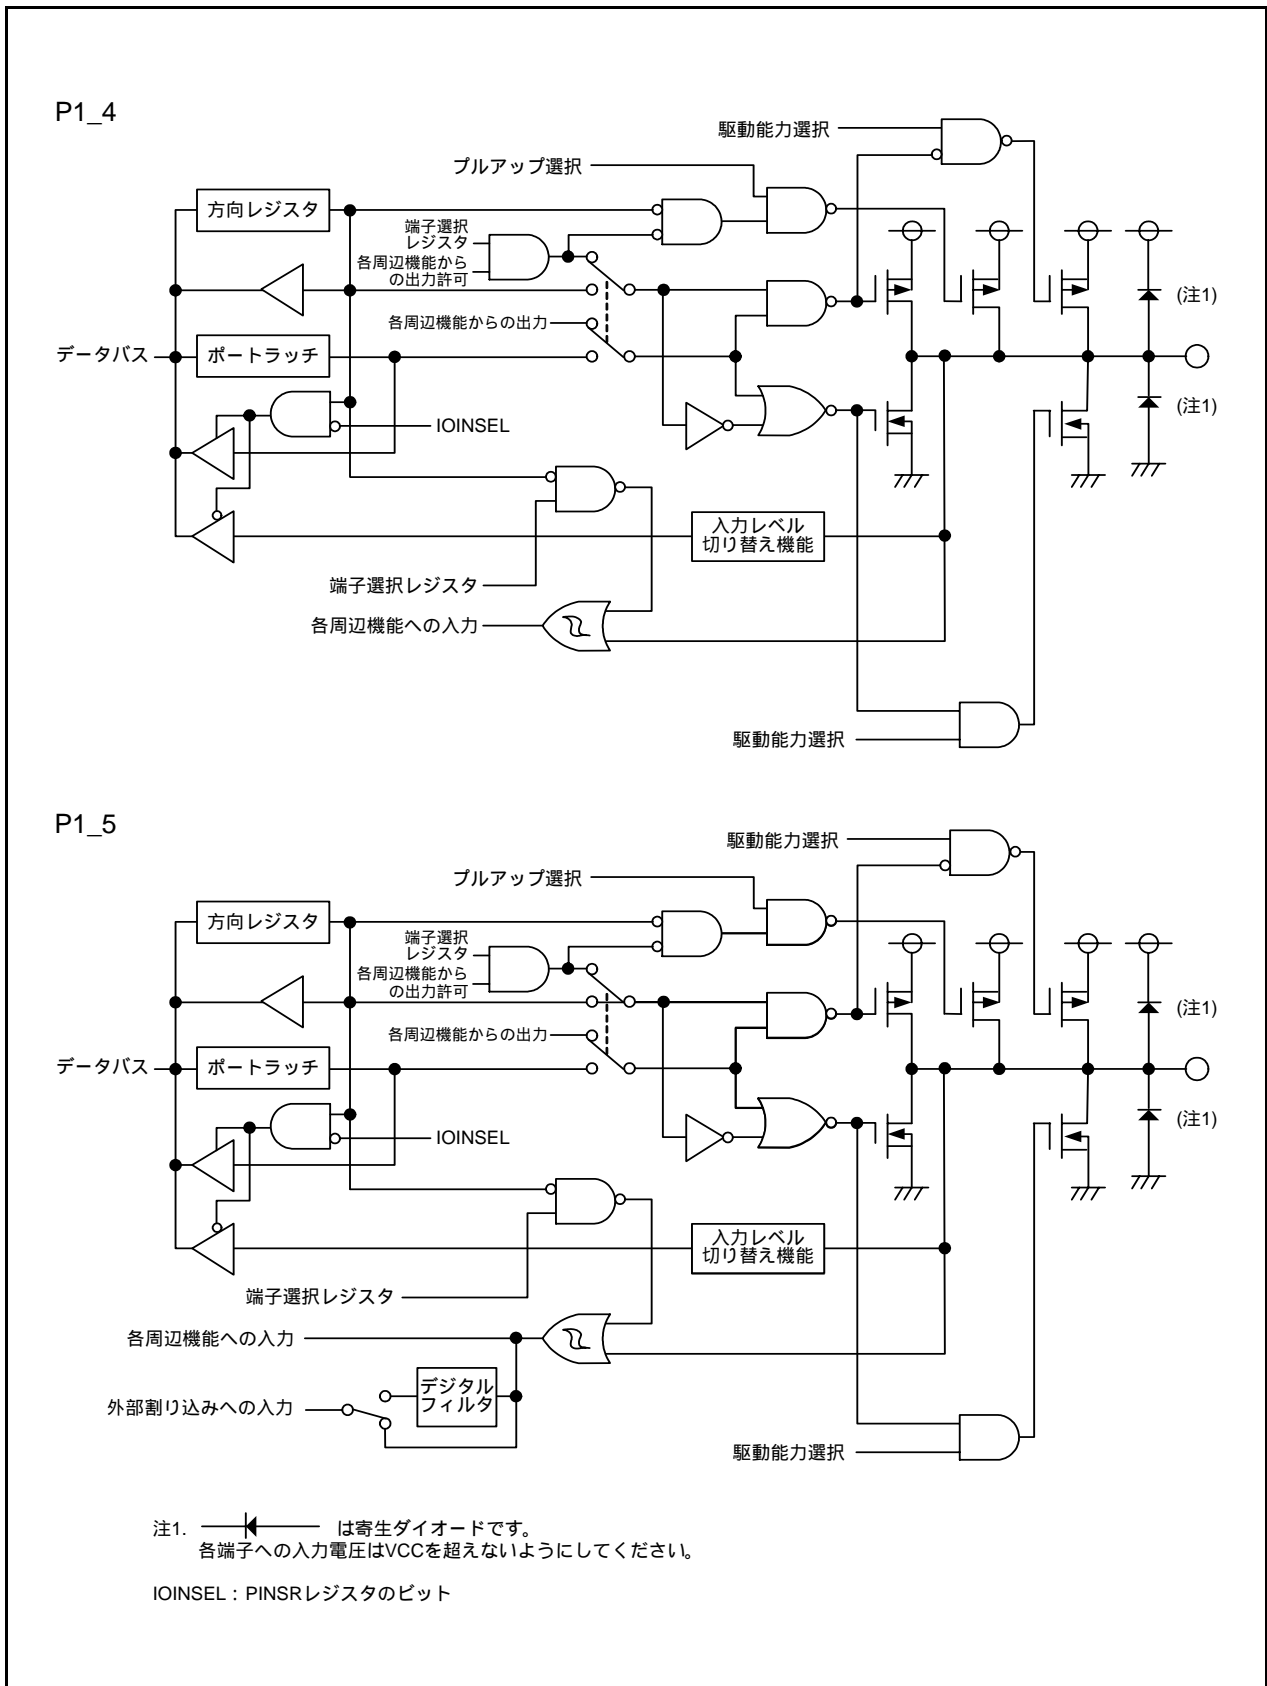 P1_4
駆動能力選択
プルアップ選択
方向レジスタ
端子選択
レジスタ
各周辺機能から
の出力許可
(注1)
各周辺機能からの出力
データバス
ポートラッチ
(注1)
IOINSEL
入力レベル
切り替え機能
端子選択レジスタ
各周辺機能への入力
駆動能力選択
P1_5
駆動能力選択
プルアップ選択
方向レジスタ
端子選択
レジスタ
各周辺機能から
の出力許可
(注1)
各周辺機能からの出力
データバス
ポートラッチ
(注1)
IOINSEL
入力レベル
切り替え機能
端子選択レジスタ
各周辺機能への入力
デジタル
フィルタ
外部割り込みへの入力
駆動能力選択
注1. は寄生ダイオードです。
各端子への入力電圧はVCCを超えないようにしてください。
IOINSEL：PINSRレジスタのビット